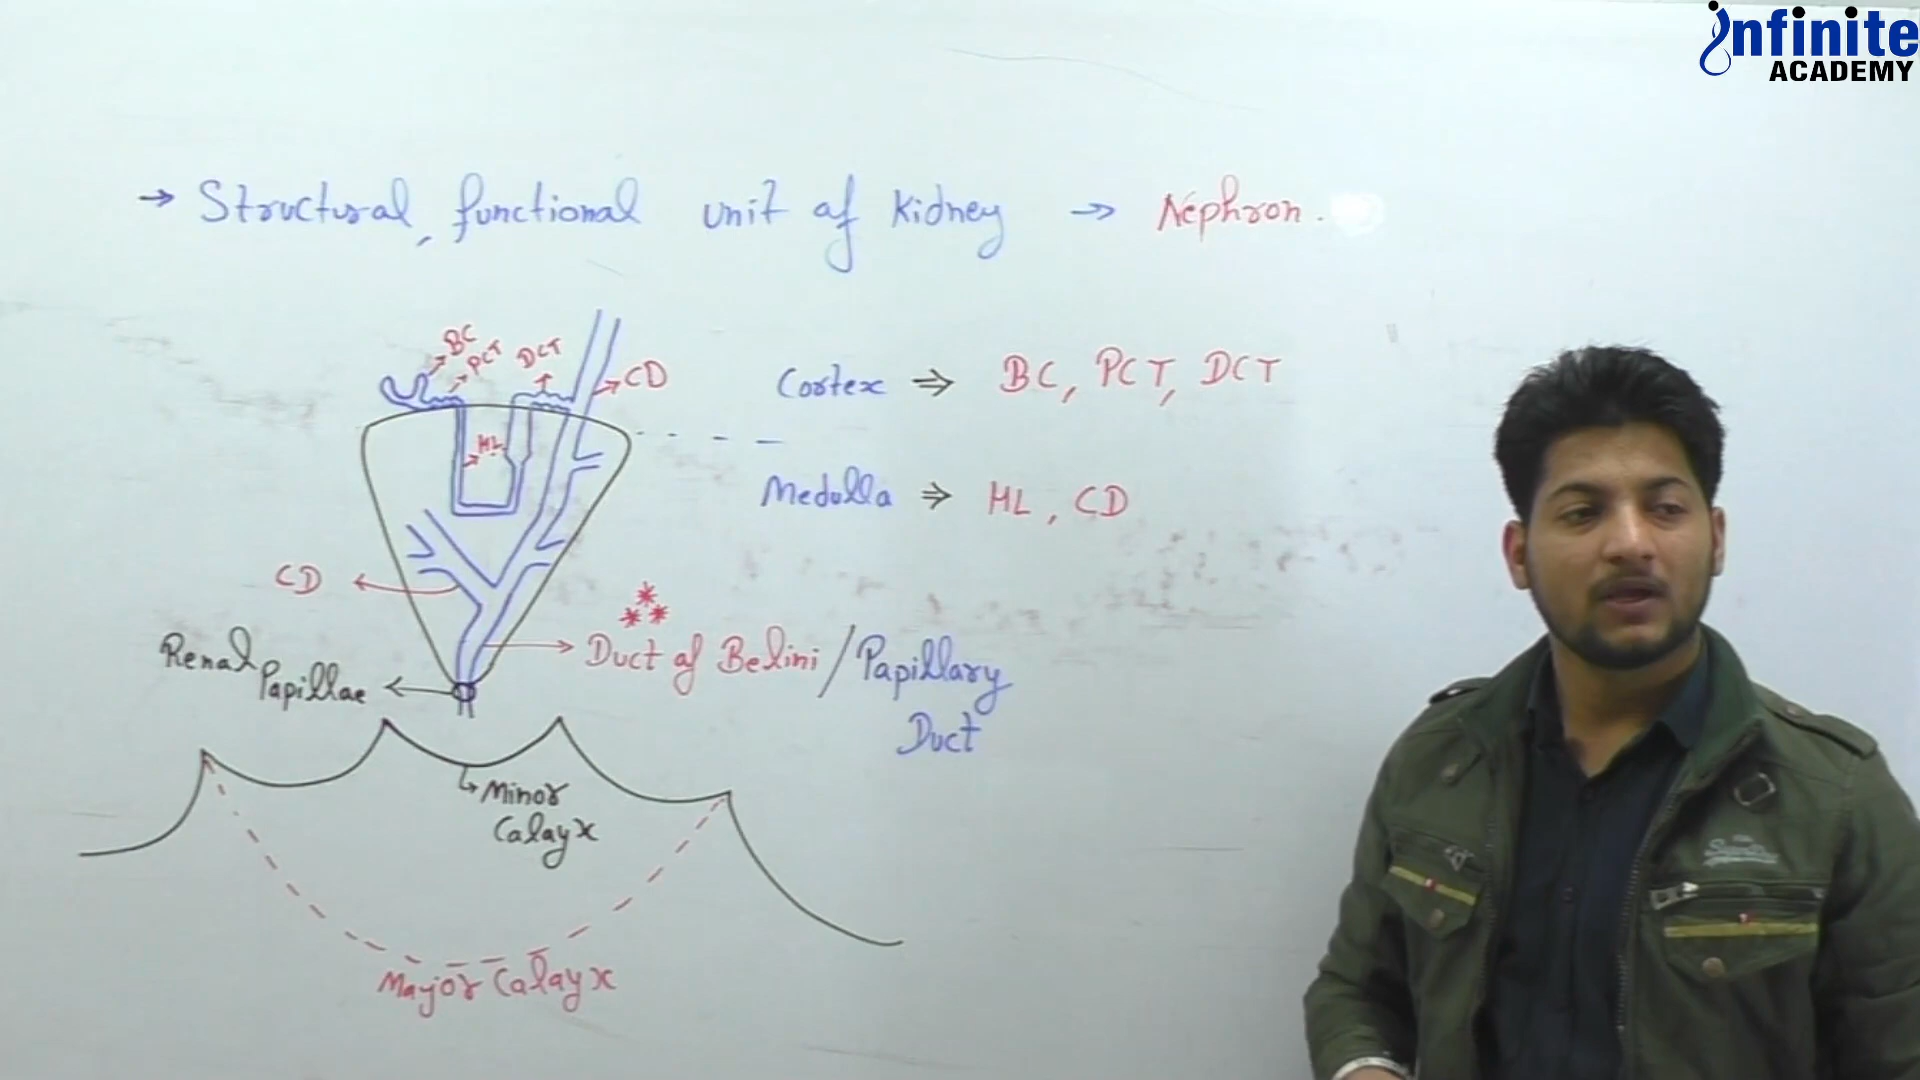 infinite
ACADEMY
→ Structural, functional unit of Kidney → Nephron.
BC
PCT
DCT
CD
Cortex ⇒ BC, PCT, DCT
HL
Medulla ⇒ HL, CD
CD
Duct of Belini / Papillary
Duct
Renal
Papillae
Minor
Calayx
Major Calayx